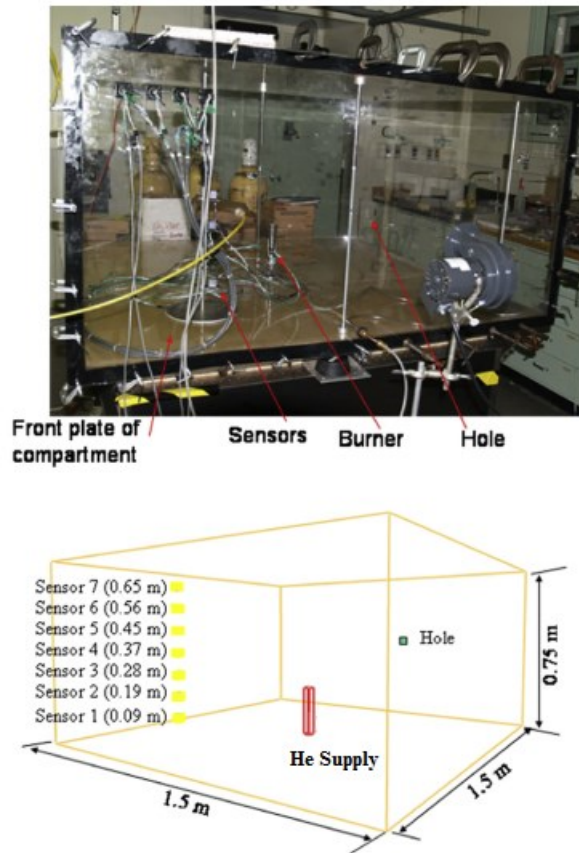 Front plate of
compartment
Sensors
Burner
Hole
Sensor 7 (0.65 m)
Sensor 6 (0.56 m)
Sensor 5 (0.45 m)
Sensor 4 (0.37 m)
Sensor 3 (0.28 m)
Sensor 2 (0.19 m)
Sensor 1 (0.09 m)
Hole
0.75 m
He Supply
1.5 m
1.5 m